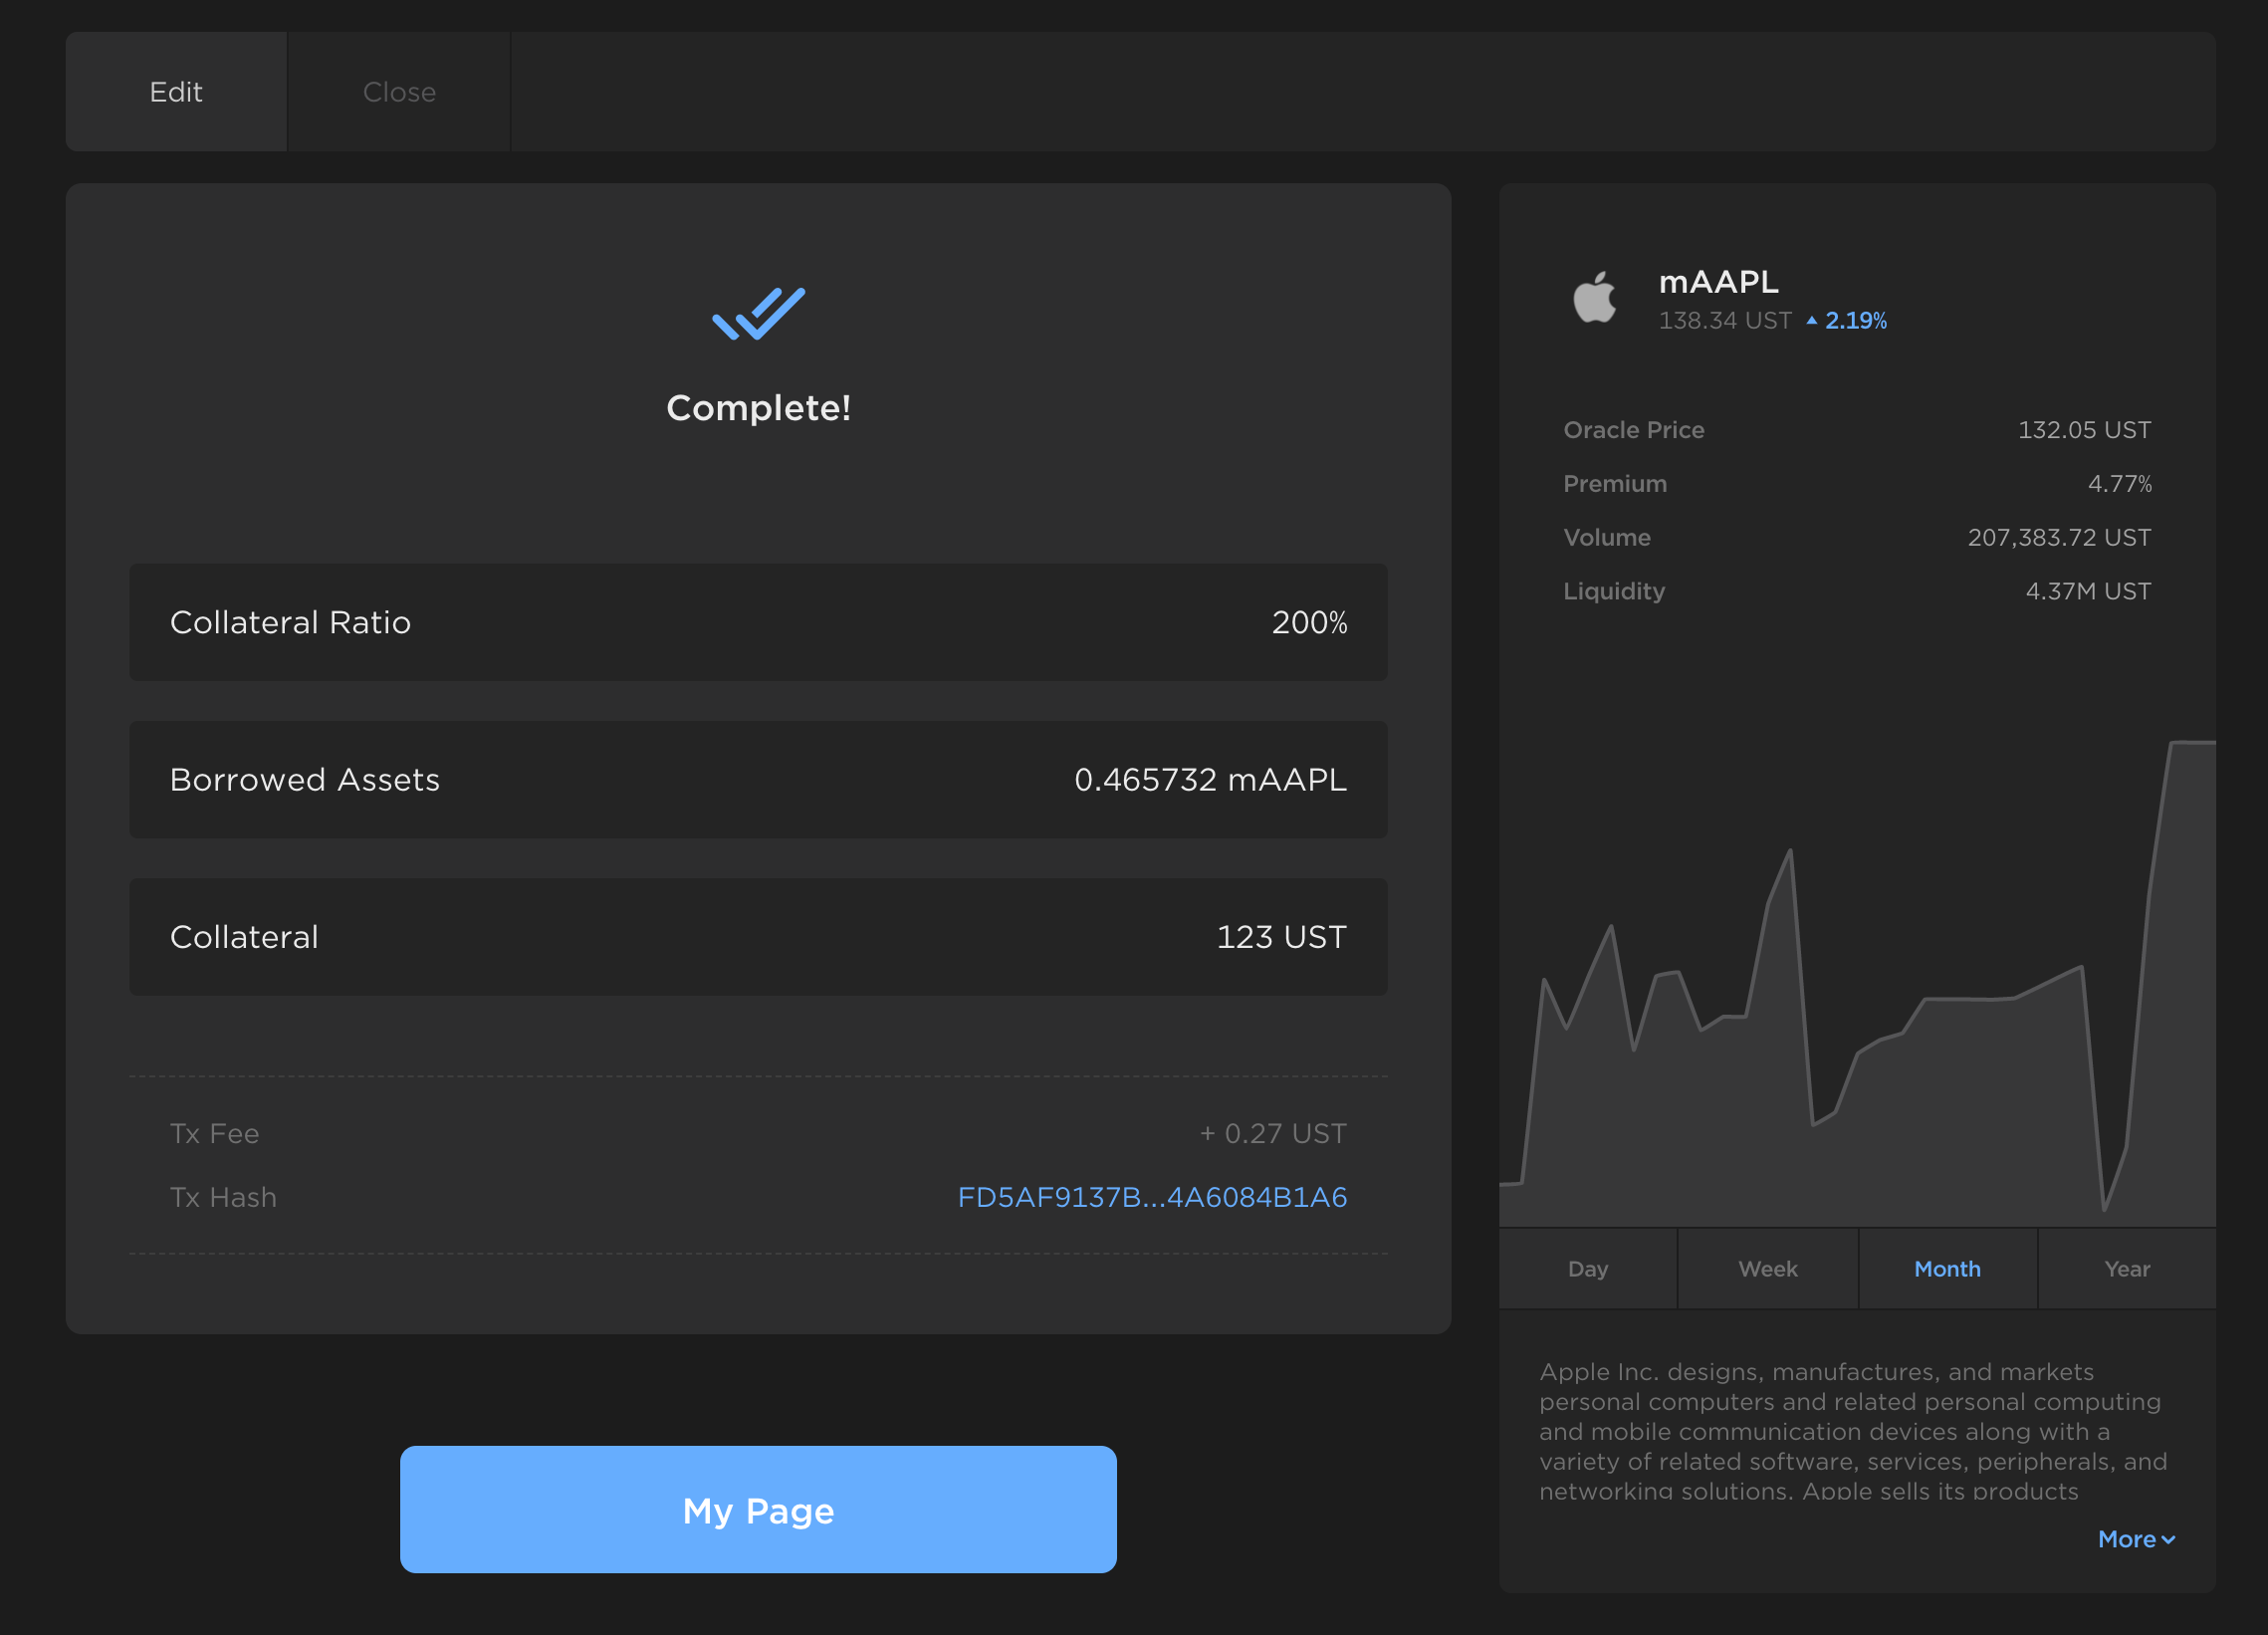 Edit
Close
Complete!
Collateral Ratio 200%
Borrowed Assets 0.465732 mAAPL
Collateral 123 UST
Tx Fee + 0.27 UST
Tx Hash FD5AF9137B...4A6084B1A6
My Page
mAAPL
138.34 UST 2.19%
Oracle Price 132.05 UST
Premium 4.77%
Volume 207,383.72 UST
Liquidity 4.37M UST
Day Week Month Year
Apple Inc. designs, manufactures, and markets
personal computers and related personal computing
and mobile communication devices along with a
variety of related software, services, peripherals, and
networking solutions. Apple sells its products
More